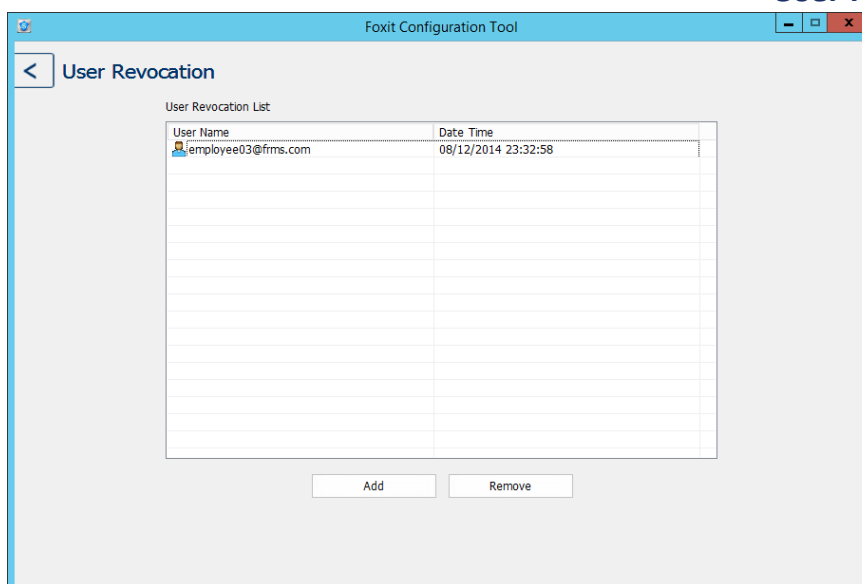 Foxit Configuration Tool
User Revocation
User Revocation List
User Name Date Time
employee03@frms.com 08/12/2014 23:32:58
Add Remove